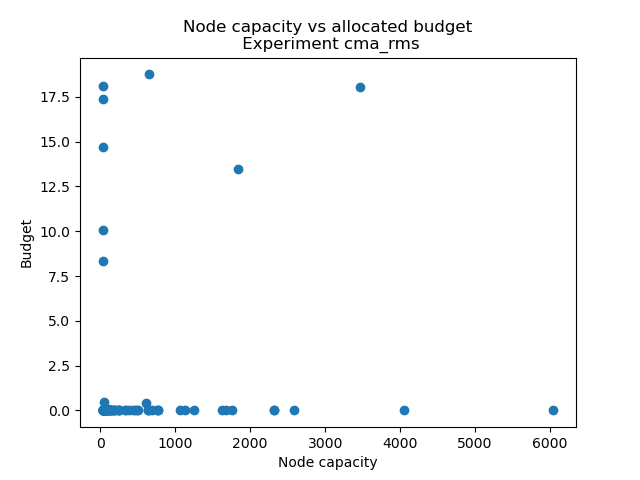 Node capacity vs allocated budget
Experiment cma_rms
17.5
15.0
12.5
10.0
7.5
5.0
2.5
0.0
Budget
0 1000 2000 3000 4000 5000 6000
Node capacity